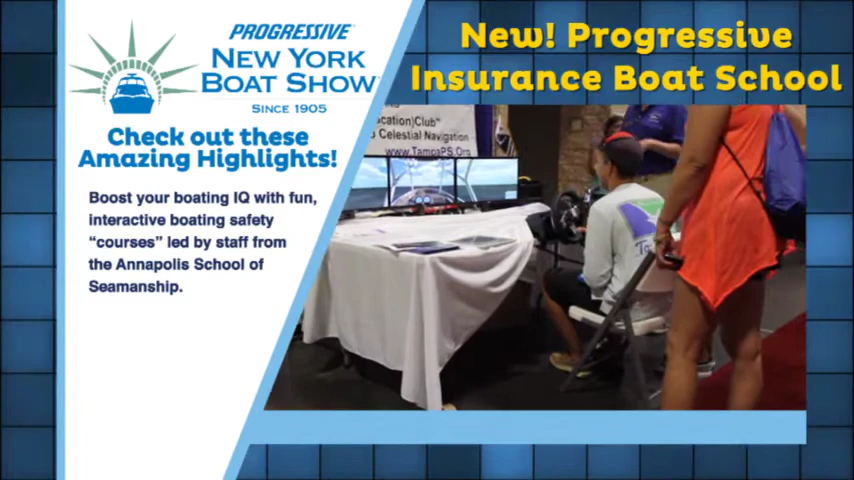 PROGRESSIVE
NEW YORK
BOAT SHOW
SINCE 1905
Check out these
Amazing Highlights!
Boost your boating IQ with fun,
interactive boating safety
“courses” led by staff from
the Annapolis School of
Seamanship.
New! Progressive
Insurance Boat School
ocation)Club"
Celestial Navigation
www.TampaPS.Org